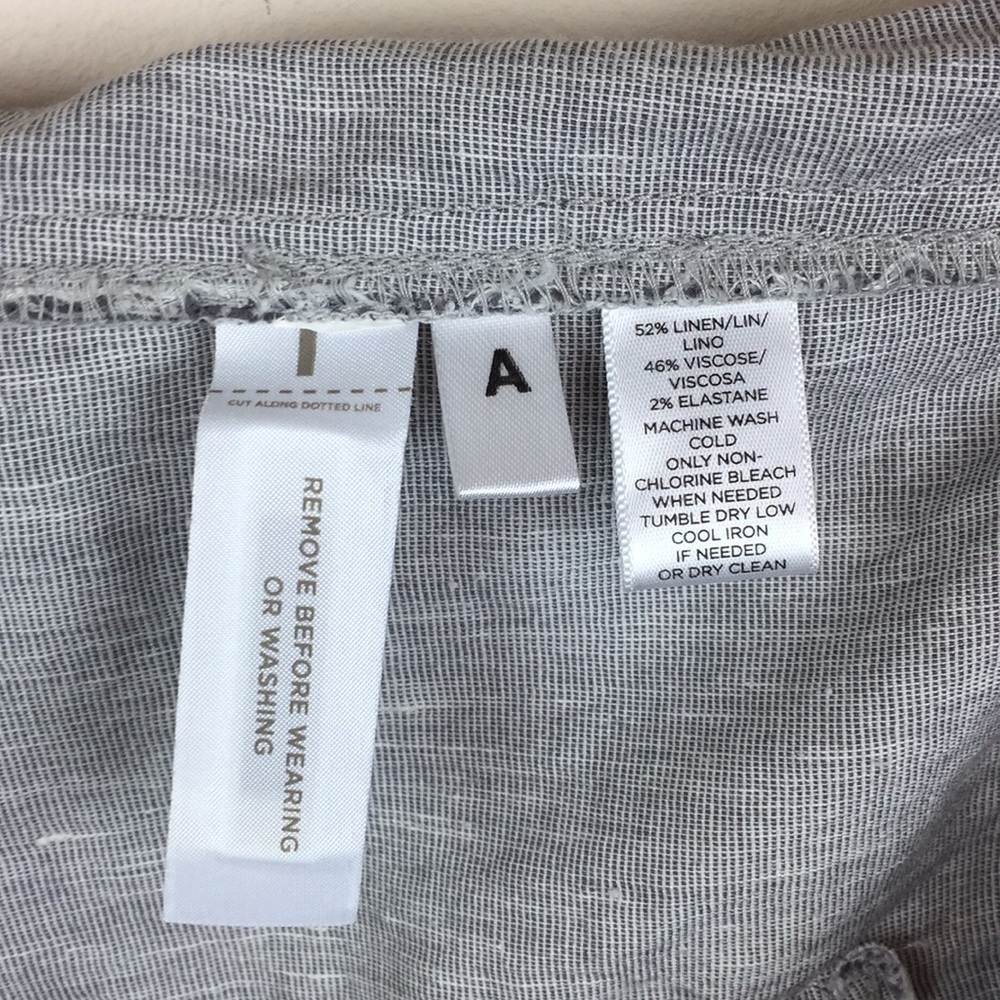 CUT ALONG DOTTED LINE
REMOVE BEFORE WEARING
OR WASHING
A
52% LINEN/LIN/
LINO
46% VISCOSE/
VISCOSA
2% ELASTANE
MACHINE WASH
COLD
ONLY NON-
CHLORINE BLEACH
WHEN NEEDED
TUMBLE DRY LOW
COOL IRON
IF NEEDED
OR DRY CLEAN